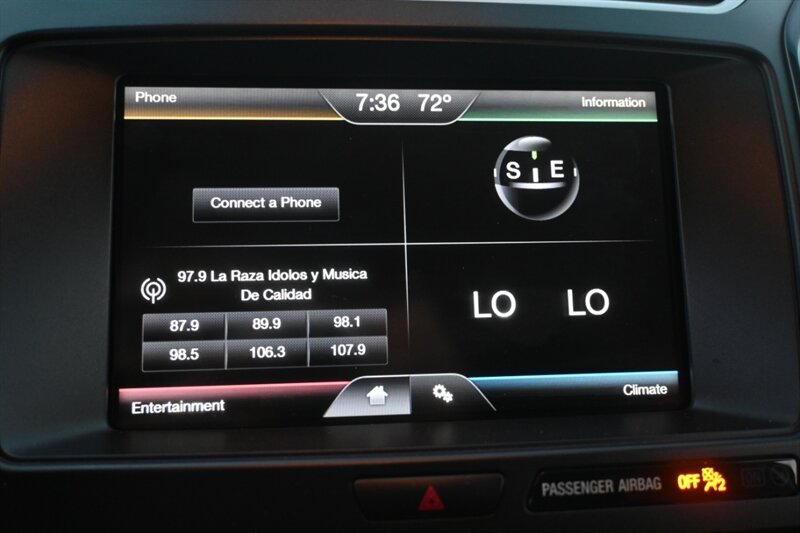 Phone
7:36 72°
Information
Connect a Phone
S E
97.9 La Raza Idolos y Musica
De Calidad
87.9 89.9 98.1
98.5 106.3 107.9
LO LO
Entertainment
Climate
PASSENGER AIRBAG OFF 2